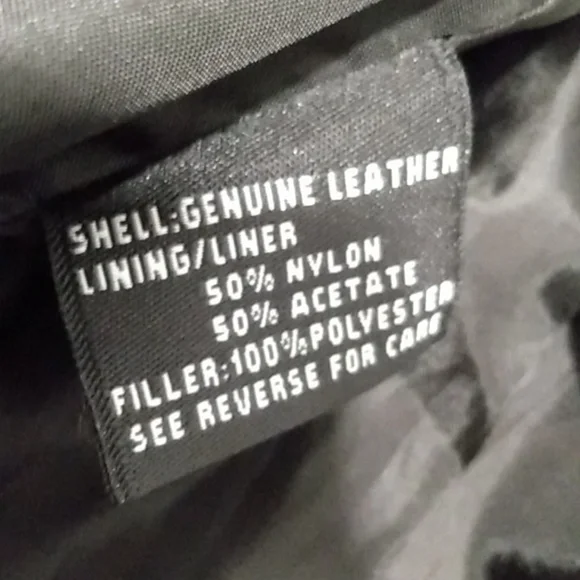 SHELL:GENUINE LEATHER
LINING/LINER
50% NYLON
50% ACETATE
FILLER:100%POLYESTER
SEE REVERSE FOR CARE